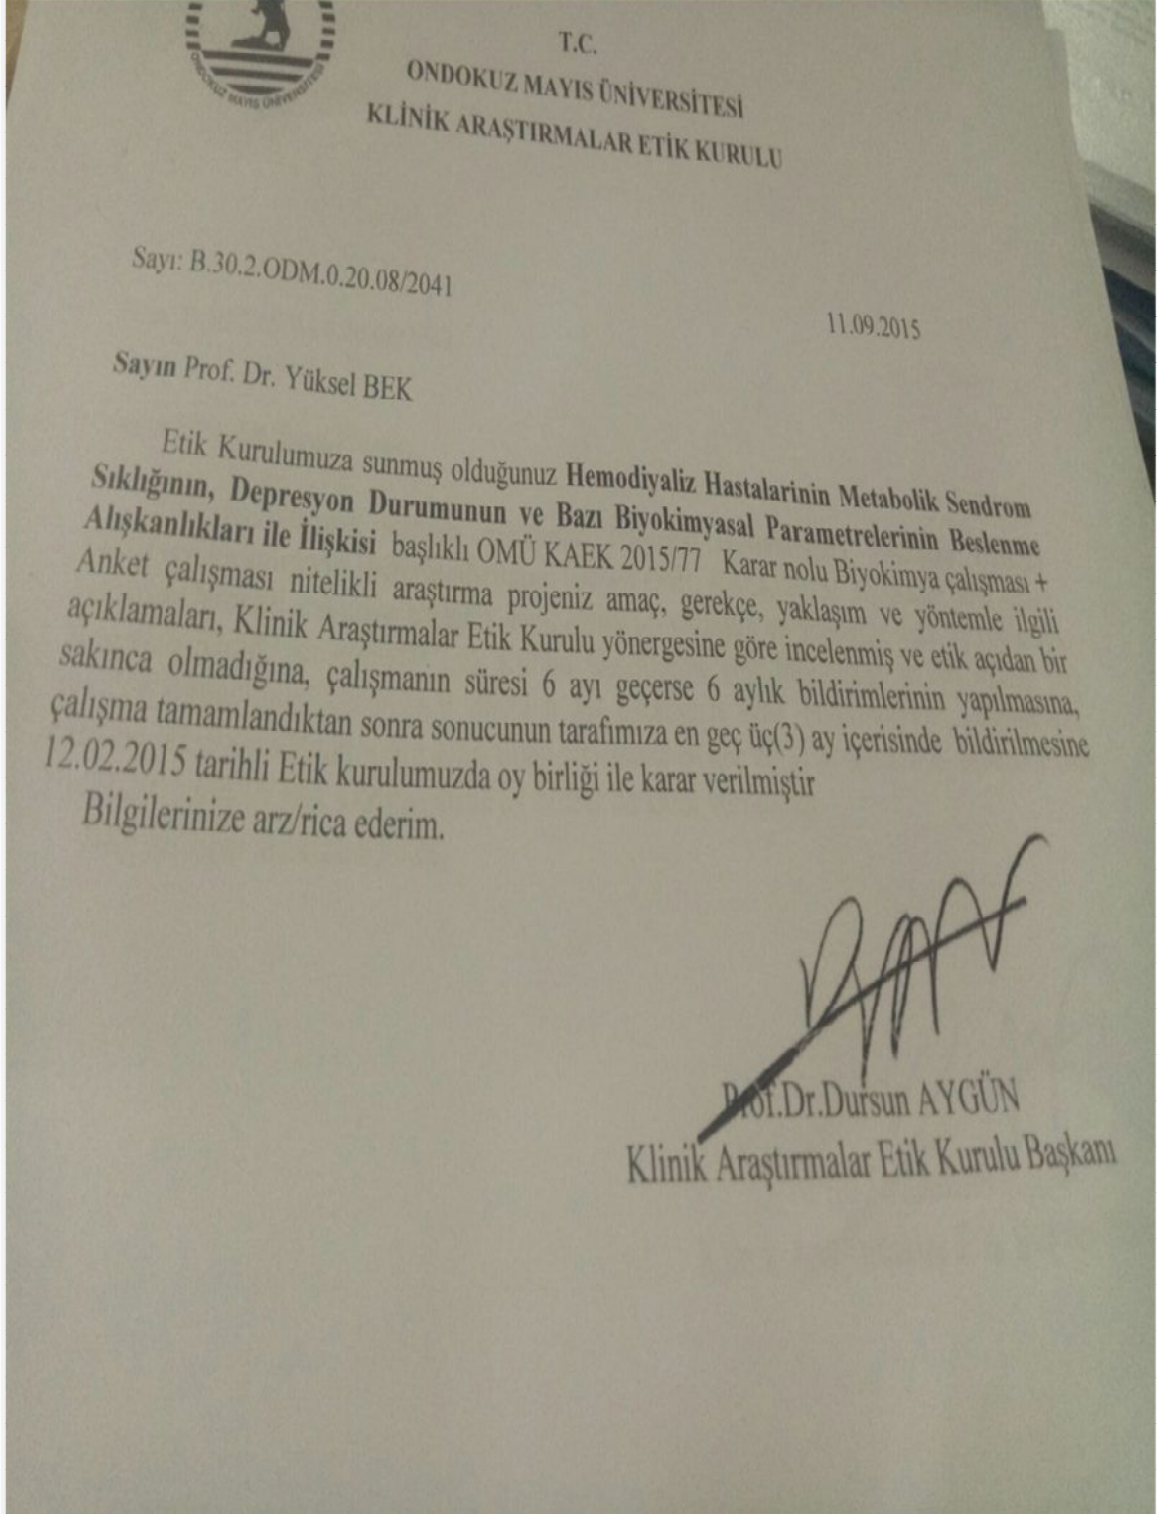 ONDOKUZ MAYIS ÜNİVERSİTESİ
T.C.
ONDOKUZ MAYIS ÜNİVERSİTESİ
KLİNİK ARAŞTIRMALAR ETİK KURULU
Sayı: B.30.2.ODM.0.20.08/2041
11.09.2015
Sayın Prof. Dr. Yüksel BEK
Etik Kurulumuza sunmuş olduğunuz Hemodiyaliz Hastalarinin Metabolik Sendrom
Sıklığının, Depresyon Durumunun ve Bazı Biyokimyasal Parametrelerinin Beslenme
Alışkanlıkları ile İlişkisi başlıklı OMÜ KAEK 2015/77 Karar nolu Biyokimya çalışması +
Anket çalışması nitelikli araştırma projeniz amaç, gerekçe, yaklaşım ve yöntemle ilgili
açıklamaları, Klinik Araştırmalar Etik Kurulu yönergesine göre incelenmiş ve etik açıdan bir
sakınca olmadığına, çalışmanın süresi 6 ayı geçerse 6 aylık bildirimlerinin yapılmasına,
çalışma tamamlandıktan sonra sonucunun tarafımıza en geç üç(3) ay içerisinde bildirilmesine
12.02.2015 tarihli Etik kurulumuzda oy birliği ile karar verilmiştir
Bilgilerinize arz/rica ederim.
Prof.Dr.Dursun AYGÜN
Klinik Araştırmalar Etik Kurulu Başkanı